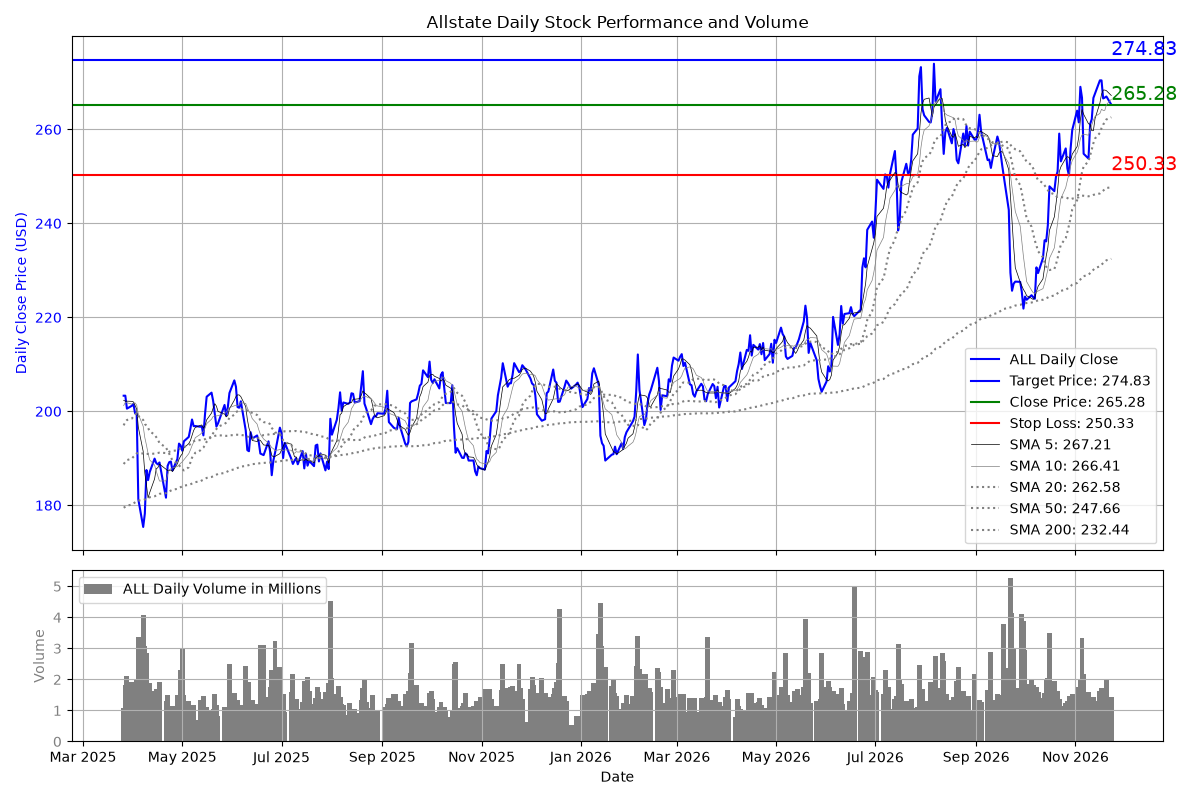 Allstate Daily Stock Performance and Volume
274.83
265.28
250.33
260
240
220
200
180
Daily Close Price (USD)
ALL Daily Close
Target Price: 274.83
Close Price: 265.28
Stop Loss: 250.33
SMA 5: 267.21
SMA 10: 266.41
SMA 20: 262.58
SMA 50: 247.66
SMA 200: 232.44
ALL Daily Volume in Millions
5
4
3
2
1
0
Volume
Mar 2025 May 2025 Jul 2025 Sep 2025 Nov 2025 Jan 2026 Mar 2026 May 2026 Jul 2026 Sep 2026 Nov 2026
Date